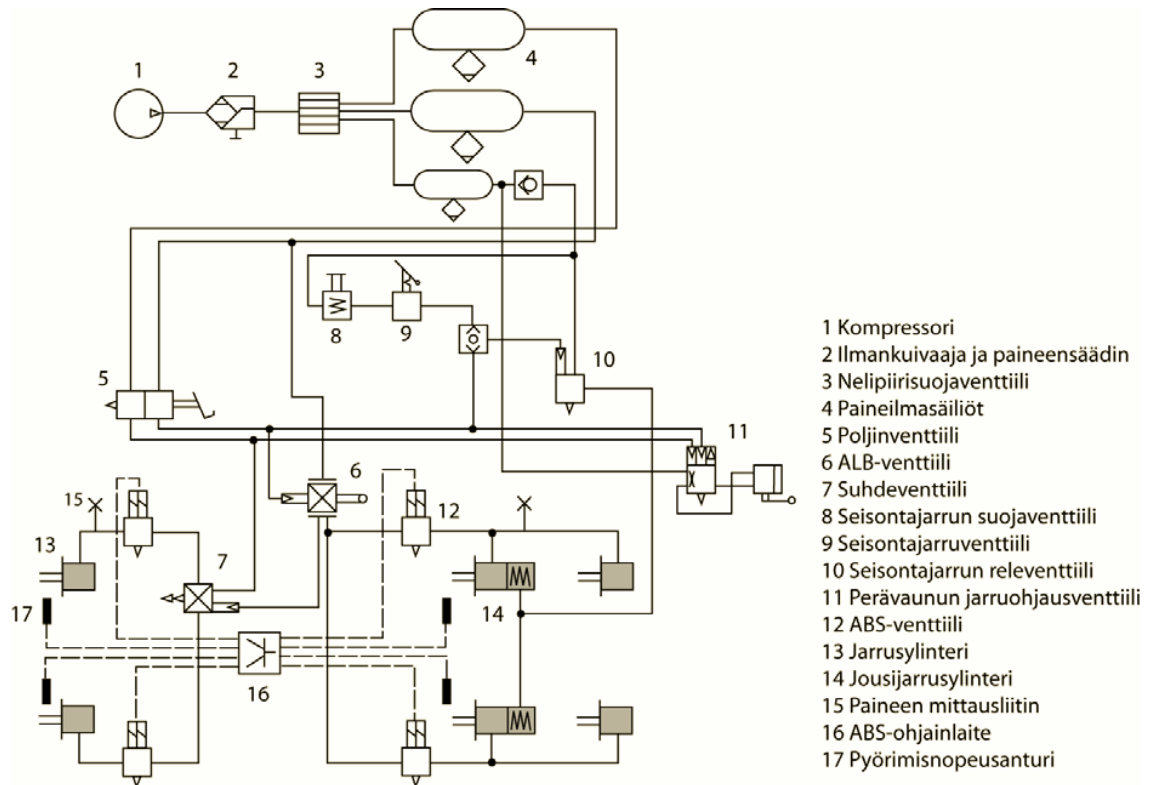 1
2
3
4
5
6
7
8
9
10
11
12
13
14
15
16
17
1 Kompressori
2 Ilmankuivaaja ja paineensäädin
3 Nelipiirisuojaventtiili
4 Paineilmasäiliöt
5 Poljinventtiili
6 ALB-venttiili
7 Suhdeventtiili
8 Seisontajarrun suojaventtiili
9 Seisontajarruventtiili
10 Seisontajarrun releventtiili
11 Perävaunun jarruohjausventtiili
12 ABS-venttiili
13 Jarrusylinteri
14 Jousijarrusylinteri
15 Paineen mittausliitin
16 ABS-ohjainlaite
17 Pyörimisnopeusanturi